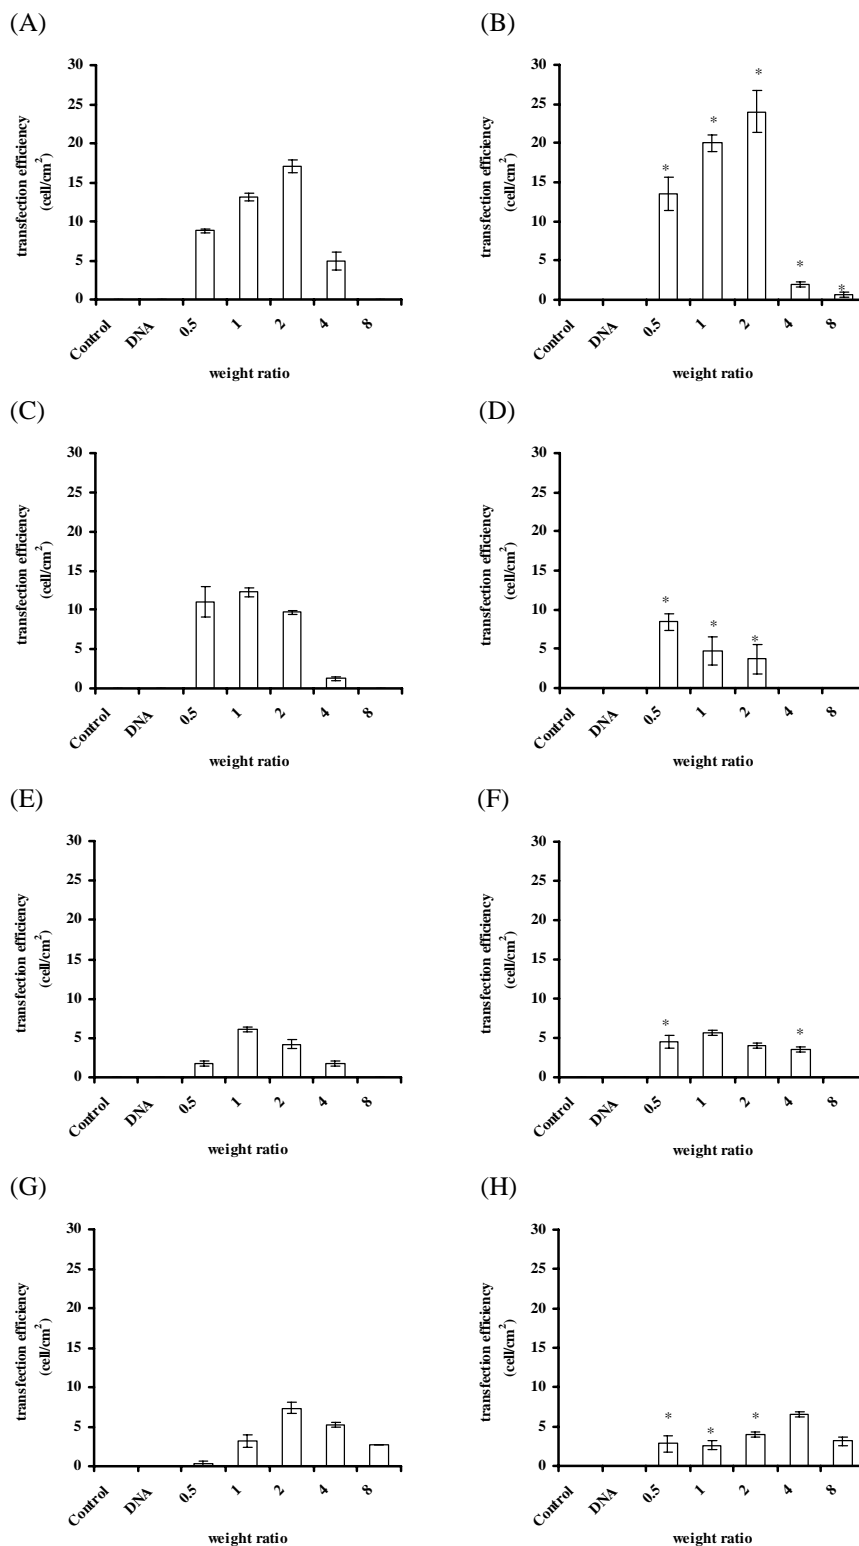 (A)
30
25
20
15
10
5
0
transfection efficiency
(cell/cm²)
Control
DNA
0.5
1
2
4
8
weight ratio
(B)
30
25
20
15
10
5
0
transfection efficiency
(cell/cm²)
*
*
*
*
*
Control
DNA
0.5
1
2
4
8
weight ratio
(C)
30
25
20
15
10
5
0
transfection efficiency
(cell/cm²)
Control
DNA
0.5
1
2
4
8
weight ratio
(D)
30
25
20
15
10
5
0
transfection efficiency
(cell/cm²)
*
*
*
Control
DNA
0.5
1
2
4
8
weight ratio
(E)
30
25
20
15
10
5
0
transfection efficiency
(cell/cm²)
Control
DNA
0.5
1
2
4
8
weight ratio
(F)
30
25
20
15
10
5
0
transfection efficiency
(cell/cm²)
*
*
Control
DNA
0.5
1
2
4
8
weight ratio
(G)
30
25
20
15
10
5
0
transfection efficiency
(cell/cm²)
Control
DNA
0.5
1
2
4
8
weight ratio
(H)
30
25
20
15
10
5
0
transfection efficiency
(cell/cm²)
*
*
*
Control
DNA
0.5
1
2
4
8
weight ratio